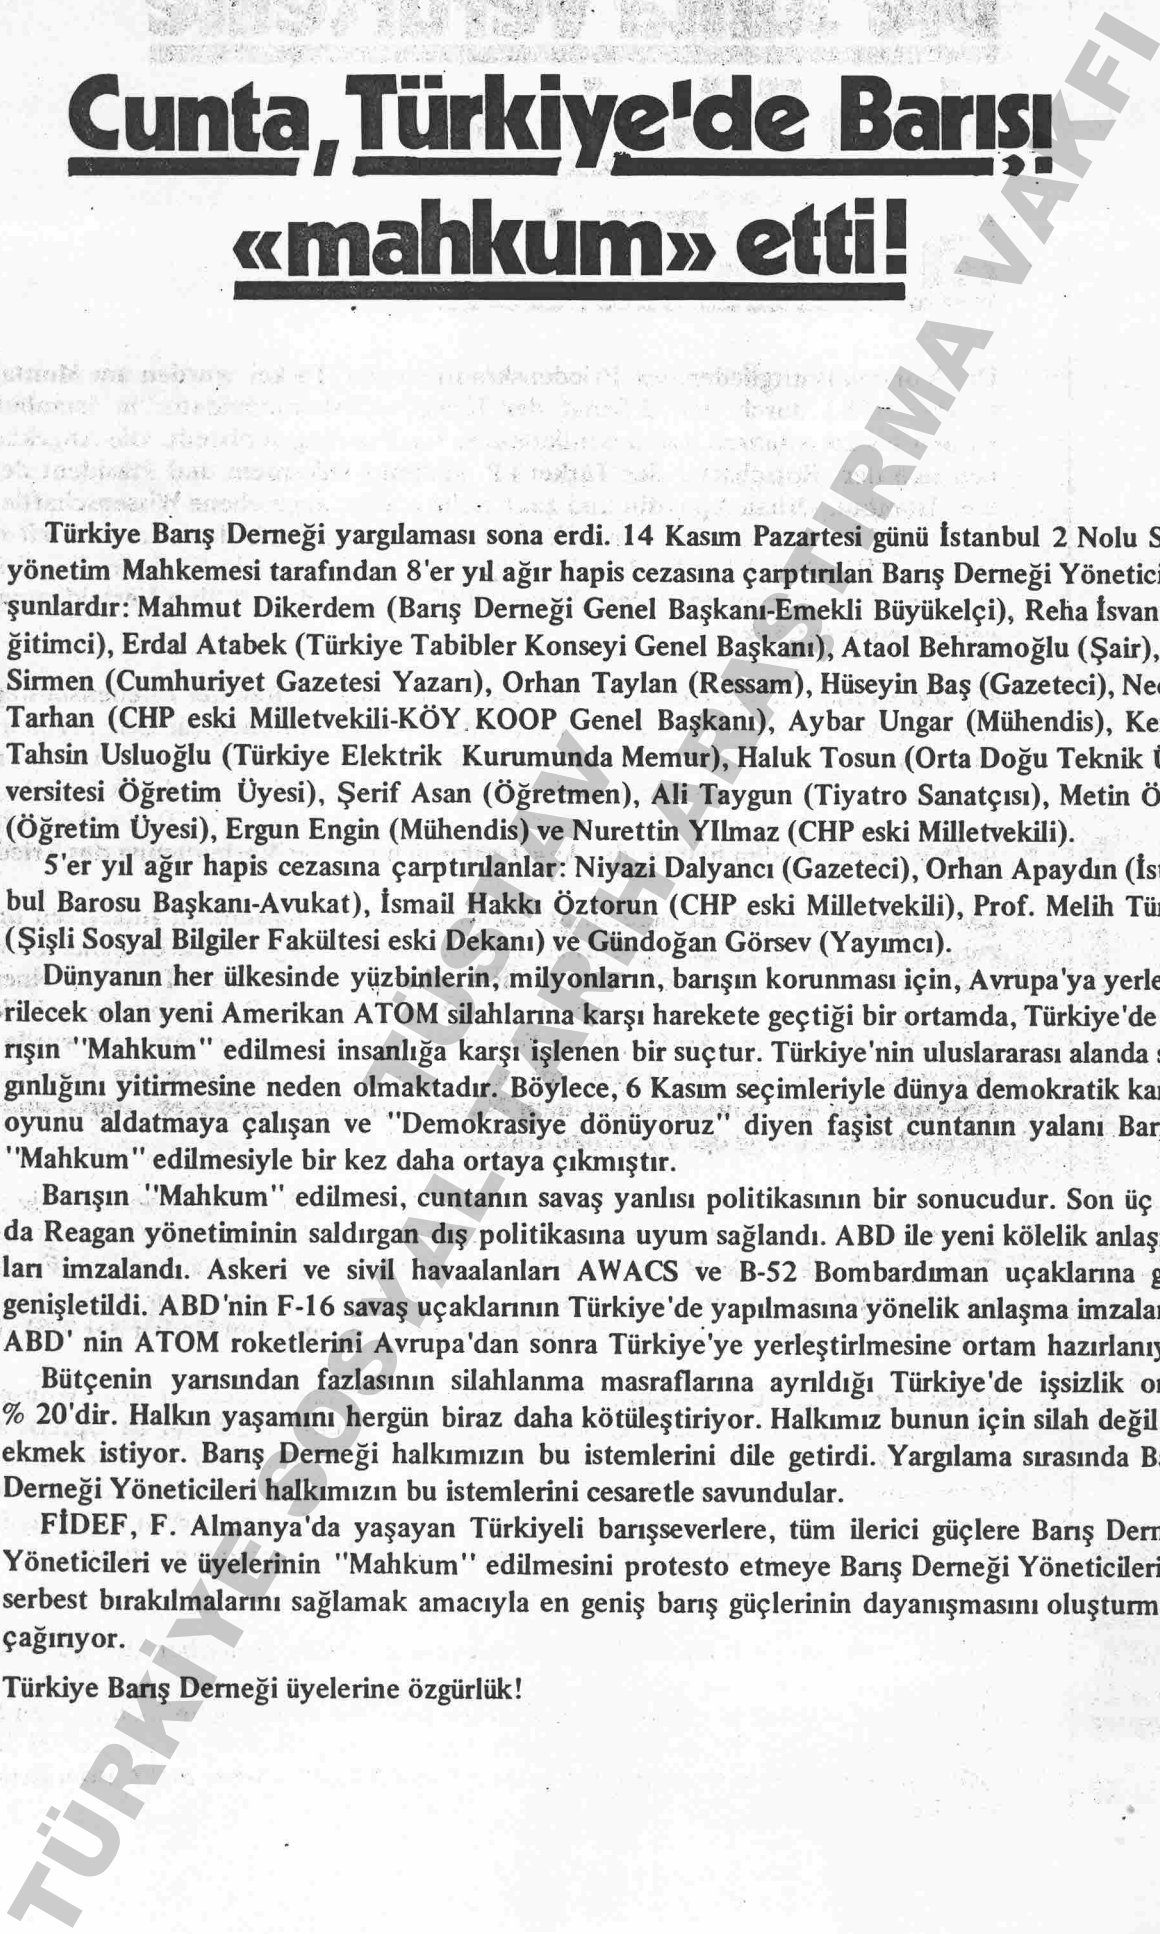 Cunta, Türkiye'de Barışı
«mahkum» etti!
Türkiye Barış Derneği yargılaması sona erdi. 14 Kasım Pazartesi günü İstanbul 2 Nolu S
yönetim Mahkemesi tarafından 8'er yıl ağır hapis cezasına çarptırılan Barış Derneği Yönetici
şunlardır: Mahmut Dikerdem (Barış Derneği Genel Başkanı-Emekli Büyükelçi), Reha İsvan
ğitimci), Erdal Atabek (Türkiye Tabibler Konseyi Genel Başkanı), Ataol Behramoğlu (Şair),
Sirmen (Cumhuriyet Gazetesi Yazarı), Orhan Taylan (Ressam), Hüseyin Baş (Gazeteci), Ne
Tarhan (CHP eski Milletvekili-KÖY KOOP Genel Başkanı), Aybar Ungar (Mühendis), Ke
Tahsin Usluoğlu (Türkiye Elektrik Kurumunda Memur), Haluk Tosun (Orta Doğu Teknik Ü
versitesi Öğretim Üyesi), Şerif Asan (Öğretmen), Ali Taygun (Tiyatro Sanatçısı), Metin Ö
(Öğretim Üyesi), Ergun Engin (Mühendis) ve Nurettin YIlmaz (CHP eski Milletvekili).
5'er yıl ağır hapis cezasına çarptırılanlar: Niyazi Dalyancı (Gazeteci), Orhan Apaydın (İst
bul Barosu Başkanı-Avukat), İsmail Hakkı Öztorun (CHP eski Milletvekili), Prof. Melih Tü
(Şişli Sosyal Bilgiler Fakültesi eski Dekanı) ve Gündoğan Görsev (Yayımcı).
Dünyanın her ülkesinde yüzbinlerin, milyonların, barışın korunması için, Avrupa'ya yerle
rilecek olan yeni Amerikan ATOM silahlarına karşı harekete geçtiği bir ortamda, Türkiye'de
rışın "Mahkum" edilmesi insanlığa karşı işlenen bir suçtur. Türkiye'nin uluslararası alanda s
gınlığını yitirmesine neden olmaktadır. Böylece, 6 Kasım seçimleriyle dünya demokratik ka
oyunu aldatmaya çalışan ve "Demokrasiye dönüyoruz" diyen faşist cuntanın yalanı Bar
"Mahkum" edilmesiyle bir kez daha ortaya çıkmıştır.
Barışın "Mahkum" edilmesi, cuntanın savaş yanlısı politikasının bir sonucudur. Son üç
da Reagan yönetiminin saldırgan dış politikasına uyum sağlandı. ABD ile yeni kölelik anlaş
ları imzalandı. Askeri ve sivil havaalanları AWACS ve B-52 Bombardıman uçaklarına g
genişletildi. ABD'nin F-16 savaş uçaklarının Türkiye'de yapılmasına yönelik anlaşma imzala
ABD' nin ATOM roketlerini Avrupa'dan sonra Türkiye'ye yerleştirlmesine ortam hazırlanıy
Bütçenin yarısından fazlasının silahlanma masraflarına ayrıldığı Türkiye'de işsizlik o
% 20'dir. Halkın yaşamını hergün biraz daha kötüleştiriyor. Halkımız bunun için silah değil
ekmek istiyor. Barış Derneği halkımızın bu istemlerini dile getirdi. Yargılama sırasında B
Derneği Yöneticileri halkımızın bu istemlerini cesaretle savundular.
FİDEF, F. Almanya'da yaşayan Türkiyeli barışseverlere, tüm ilerici güçlere Barış Dern
Yöneticileri ve üyelerinin "Mahkum" edilmesini protesto etmeye Barış Derneği Yöneticileri
serbest bırakılmalarını sağlamak amacıyla en geniş barış güçlerinin dayanışmasını oluşturm
çağırıyor.
Türkiye Barış Derneği üyelerine özgürlük!
TÜSTAV
TÜRKİYE SOSYAL TARİH ARAŞTIRMA VAKFI